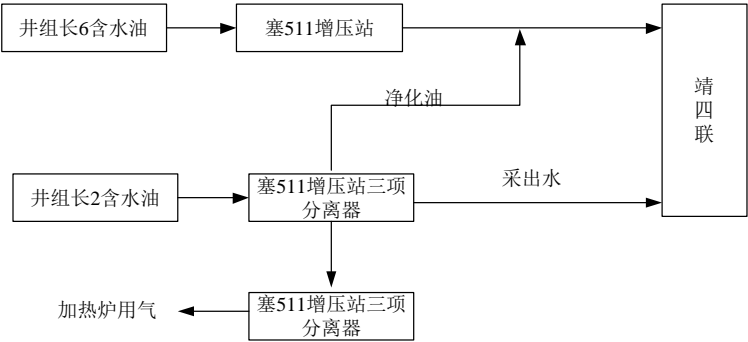 井组长6含水油
塞511增压站
净化油
靖
四
联
井组长2含水油
塞511增压站三项
分离器
采出水
塞511增压站三项
分离器
加热炉用气